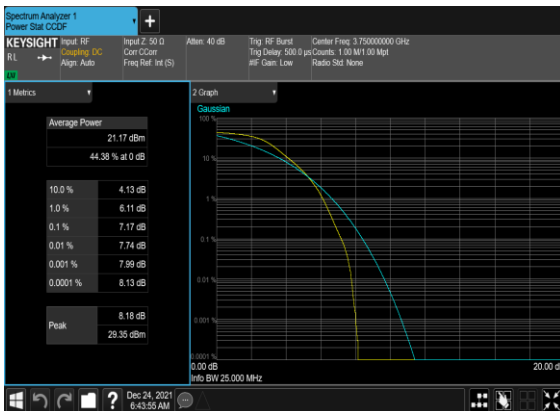 Spectrum Analyzer 1
Power Stat CCDF
+
KEYSIGHT
RL
LV
Input: RF
Coupling: DC
Align: Auto
Input Z: 50 Ω
Corr CCorr
Freq Ref: Int (S)
Atten: 40 dB
Trig: RF Burst
Trig Delay: 500.0 µs
#IF Gain: Low
Center Freq: 3.750000000 GHz
Counts: 1.00 M/1.00 Mpt
Radio Std: None
1 Metrics
Average Power
21.17 dBm
44.38 % at 0 dB
10.0 % 4.13 dB
1.0 % 6.11 dB
0.1 % 7.17 dB
0.01 % 7.74 dB
0.001 % 7.99 dB
0.0001 % 8.13 dB
Peak
8.18 dB
29.35 dBm
2 Graph
Gaussian
100 %
10 %
1 %
0.1 %
0.01 %
0.001 %
0.0001 %
0.00 dB
20.00 d
Info BW 25.000 MHz
?
Dec 24, 2021
6:43:55 AM